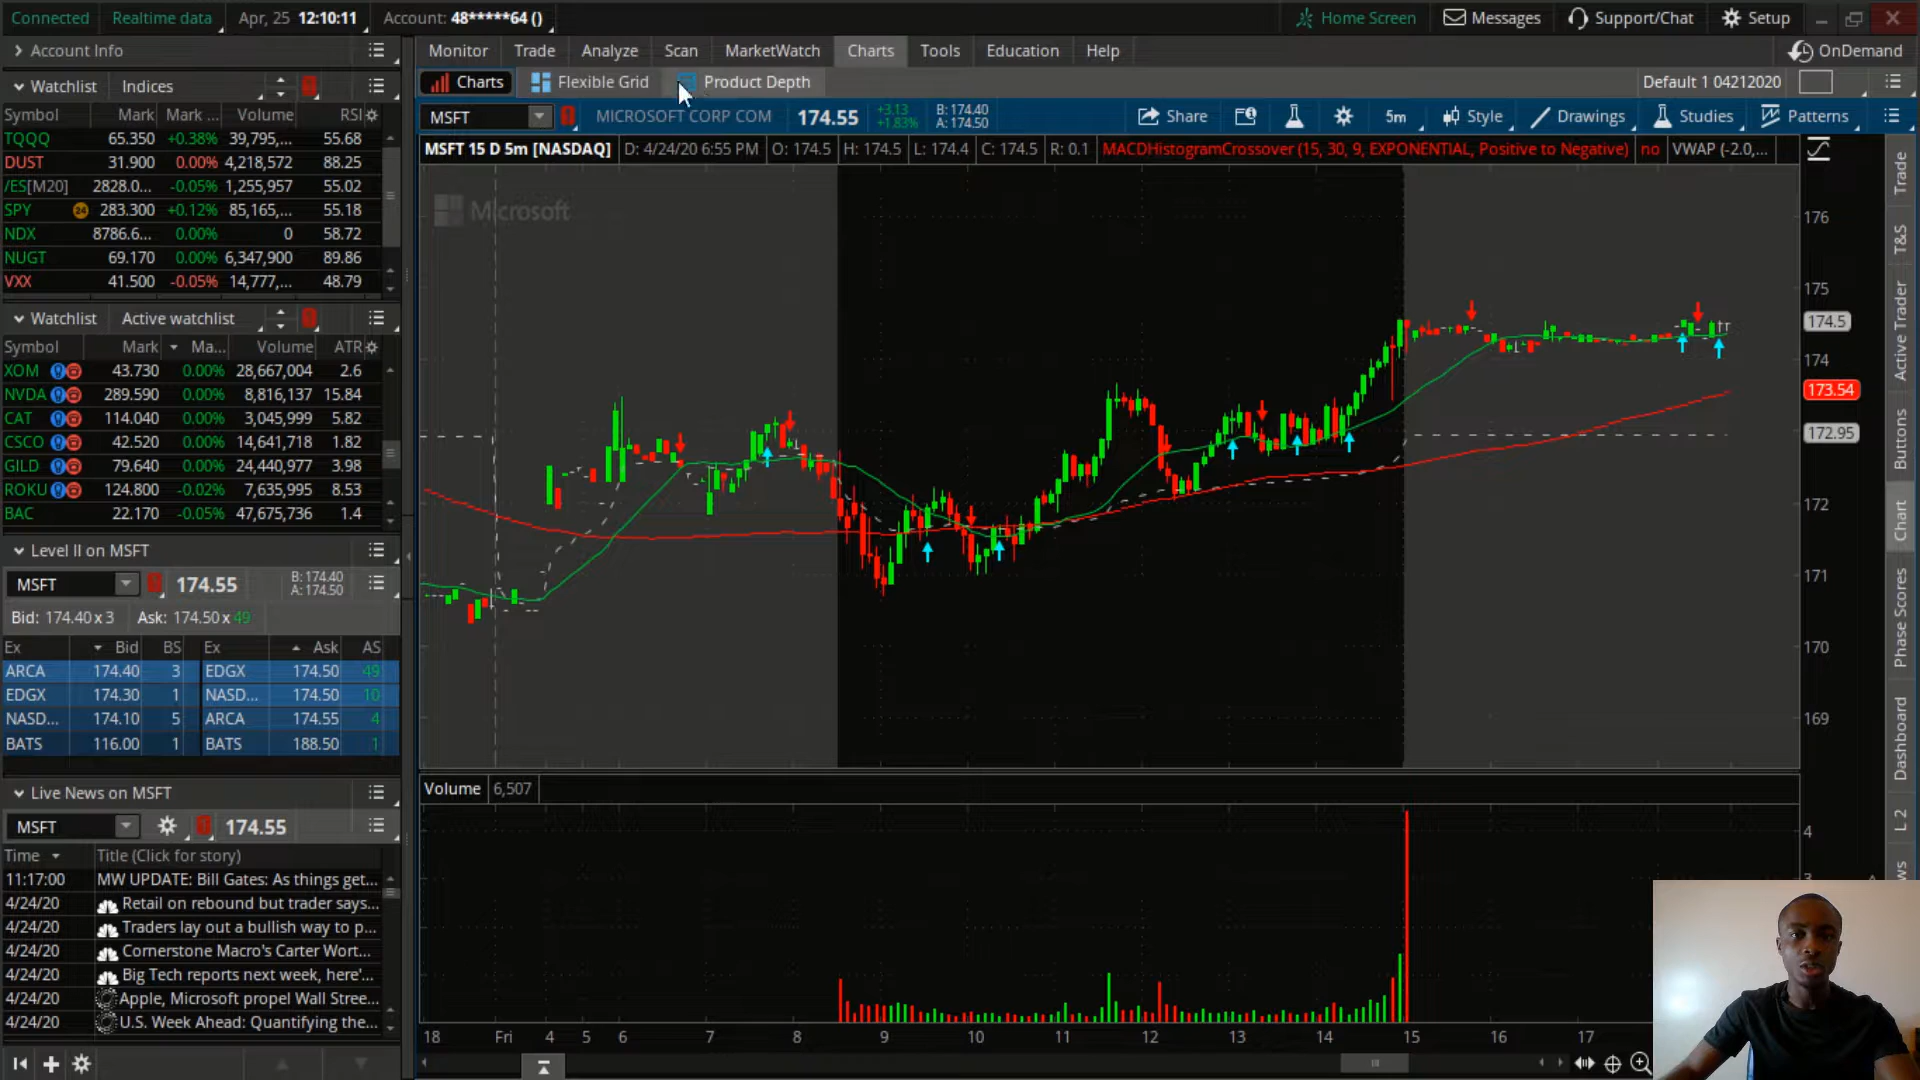 Connected Realtime data Apr, 25 12:10:11 Account: 48*****64 () Home Screen Messages Support/Chat Setup
Account Info
Monitor Trade Analyze Scan MarketWatch Charts Tools Education Help OnDemand
Charts Flexible Grid Product Depth Default 1 04212020
MSFT MICROSOFT CORP COM 174.55 +3.13 +1.83% B: 174.40 A: 174.50 Share 5m Style Drawings Studies Patterns
MSFT 15 D 5m [NASDAQ] D: 4/24/20 6:55 PM O: 174.5 H: 174.5 L: 174.4 C: 174.5 R: 0.1 MACDHistogramCrossover (15, 30, 9, EXPONENTIAL, Positive to Negative) no VWAP (-2.0,...
Microsoft
Watchlist Indices
Symbol Mark Mark ... Volume RSI
TQQQ 65.350 +0.38% 39,795,... 55.68
DUST 31.900 0.00% 4,218,572 88.25
/ES[M20] 2828.0... -0.05% 1,255,957 55.02
SPY 24 283.300 +0.12% 85,165,... 55.18
NDX 8786.6... 0.00% 0 58.72
NUGT 69.170 0.00% 6,347,900 89.86
VXX 41.500 -0.05% 14,777,... 48.79
Watchlist Active watchlist
Symbol Mark Ma... Volume ATR
XOM 43.730 0.00% 28,667,004 2.6
NVDA 289.590 0.00% 8,816,137 15.84
CAT 114.040 0.00% 3,045,999 5.82
CSCO 42.520 0.00% 14,641,718 1.82
GILD 79.640 0.00% 24,440,977 3.98
ROKU 124.800 -0.02% 7,635,995 8.53
BAC 22.170 -0.05% 47,675,736 1.4
Level II on MSFT
MSFT 174.55 B: 174.40 A: 174.50
Bid: 174.40 x 3 Ask: 174.50 x 49
Ex Bid BS Ex Ask AS
ARCA 174.40 3 EDGX 174.50 49
EDGX 174.30 1 NASD... 174.50 10
NASD... 174.10 5 ARCA 174.55 4
BATS 116.00 1 BATS 188.50 1
Live News on MSFT
MSFT 174.55
Time Title (Click for story)
11:17:00 MW UPDATE: Bill Gates: As things get...
4/24/20 Retail on rebound but trader says...
4/24/20 Traders lay out a bullish way to p...
4/24/20 Cornerstone Macro's Carter Wort...
4/24/20 Big Tech reports next week, here'...
4/24/20 Apple, Microsoft propel Wall Stree...
4/24/20 U.S. Week Ahead: Quantifying the...
176
175
174.5
174
173.54
172.95
172
171
170
169
Volume 6,507
4
3
18 Fri 4 5 6 7 8 9 10 11 12 13 14 15 16 17
Trade
T&S
Active Trader
Buttons
Chart
Phase Scores
Dashboard
L 2